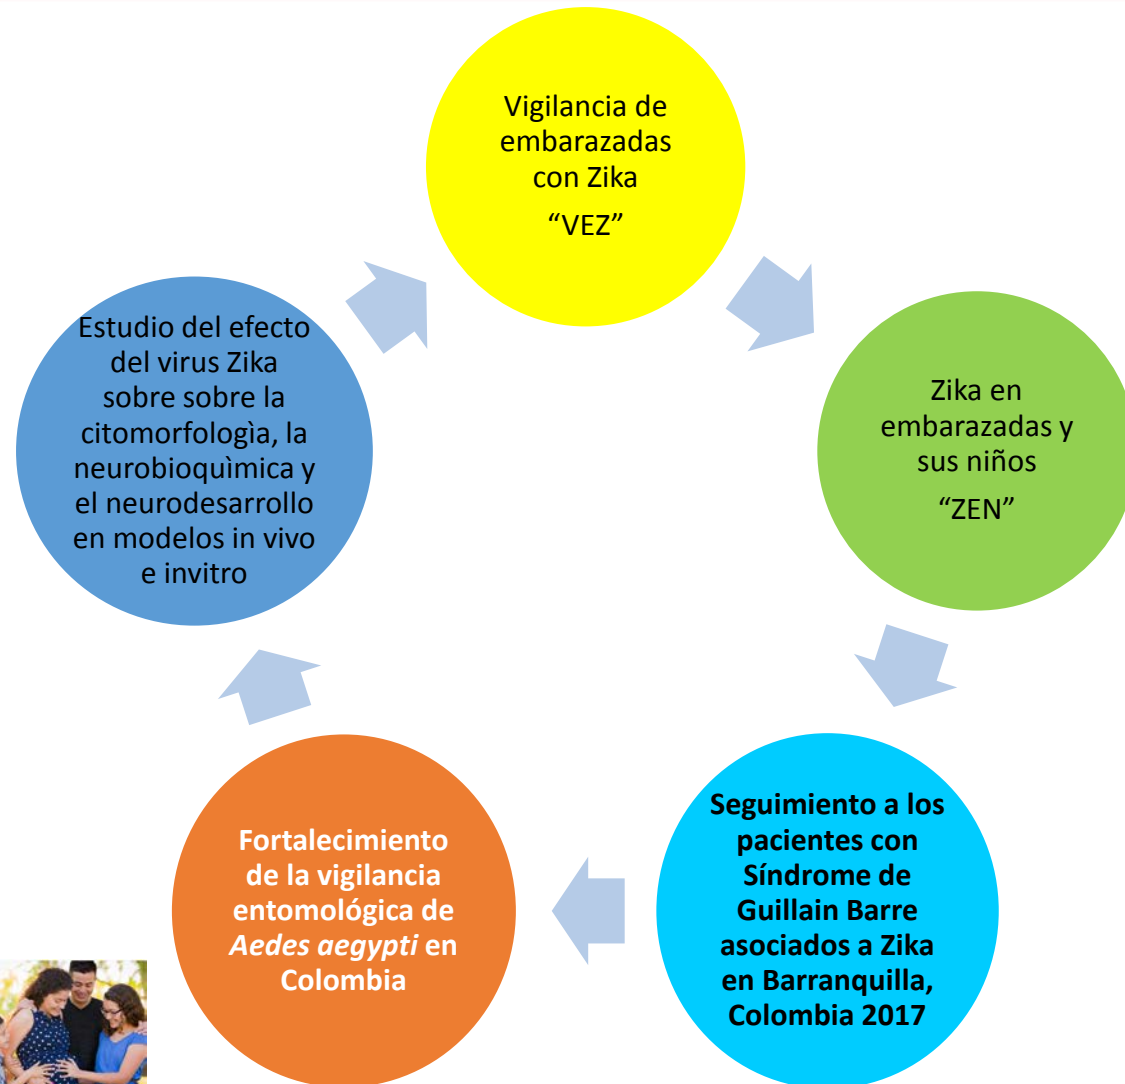 Vigilancia de
embarazadas
con Zika
“VEZ”
Zika en
embarazadas y
sus niños
“ZEN”
Seguimiento a los
pacientes con
Síndrome de
Guillain Barre
asociados a Zika
en Barranquilla,
Colombia 2017
Fortalecimiento
de la vigilancia
entomológica de
Aedes aegypti en
Colombia
Estudio del efecto
del virus Zika
sobre sobre la
citomorfologìa, la
neurobioquìmica y
el neurodesarrollo
en modelos in vivo
e invitro